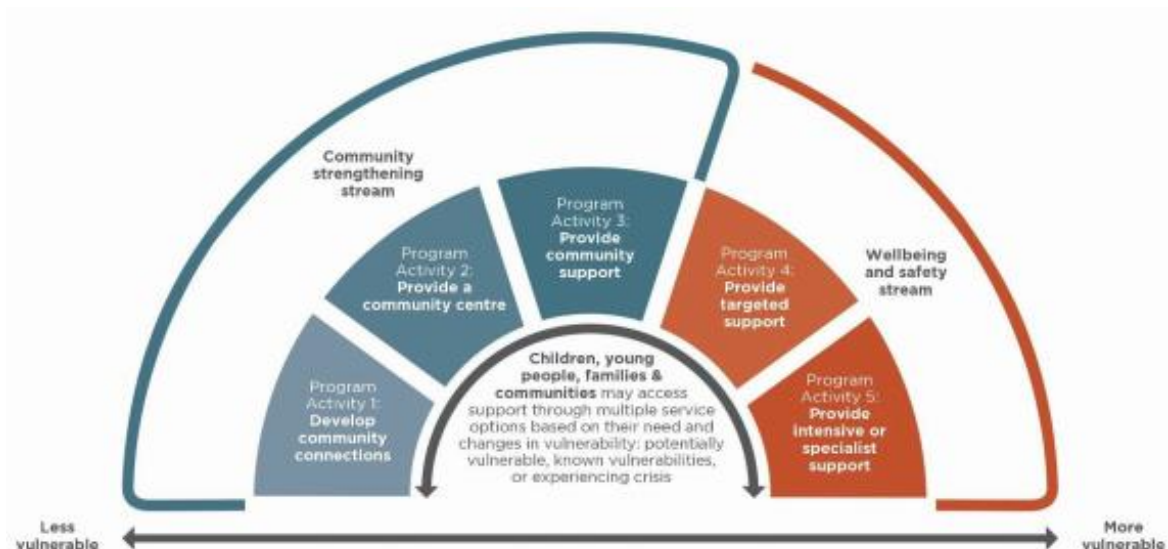 Community
strengthening
stream
Program
Activity 1:
Develop
community
connections
Program
Activity 2:
Provide a
community centre
Program
Activity 3:
Provide
community
support
Program
Activity 4:
Provide
targeted
support
Program
Activity 5:
Provide
intensive or
specialist
support
Wellbeing
and safety
stream
Children, young
people, families &
communities may access
support through multiple service
options based on their need and
changes in vulnerability: potentially
vulnerable, known vulnerabilities,
or experiencing crisis
Less
vulnerable
More
vulnerable